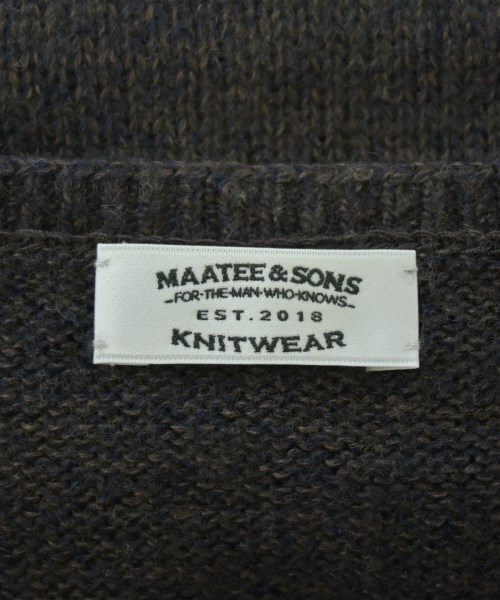 MAATEE & SONS
-FOR-THE-MAN-WHO-KNOWS-
EST. 2018
KNITWEAR